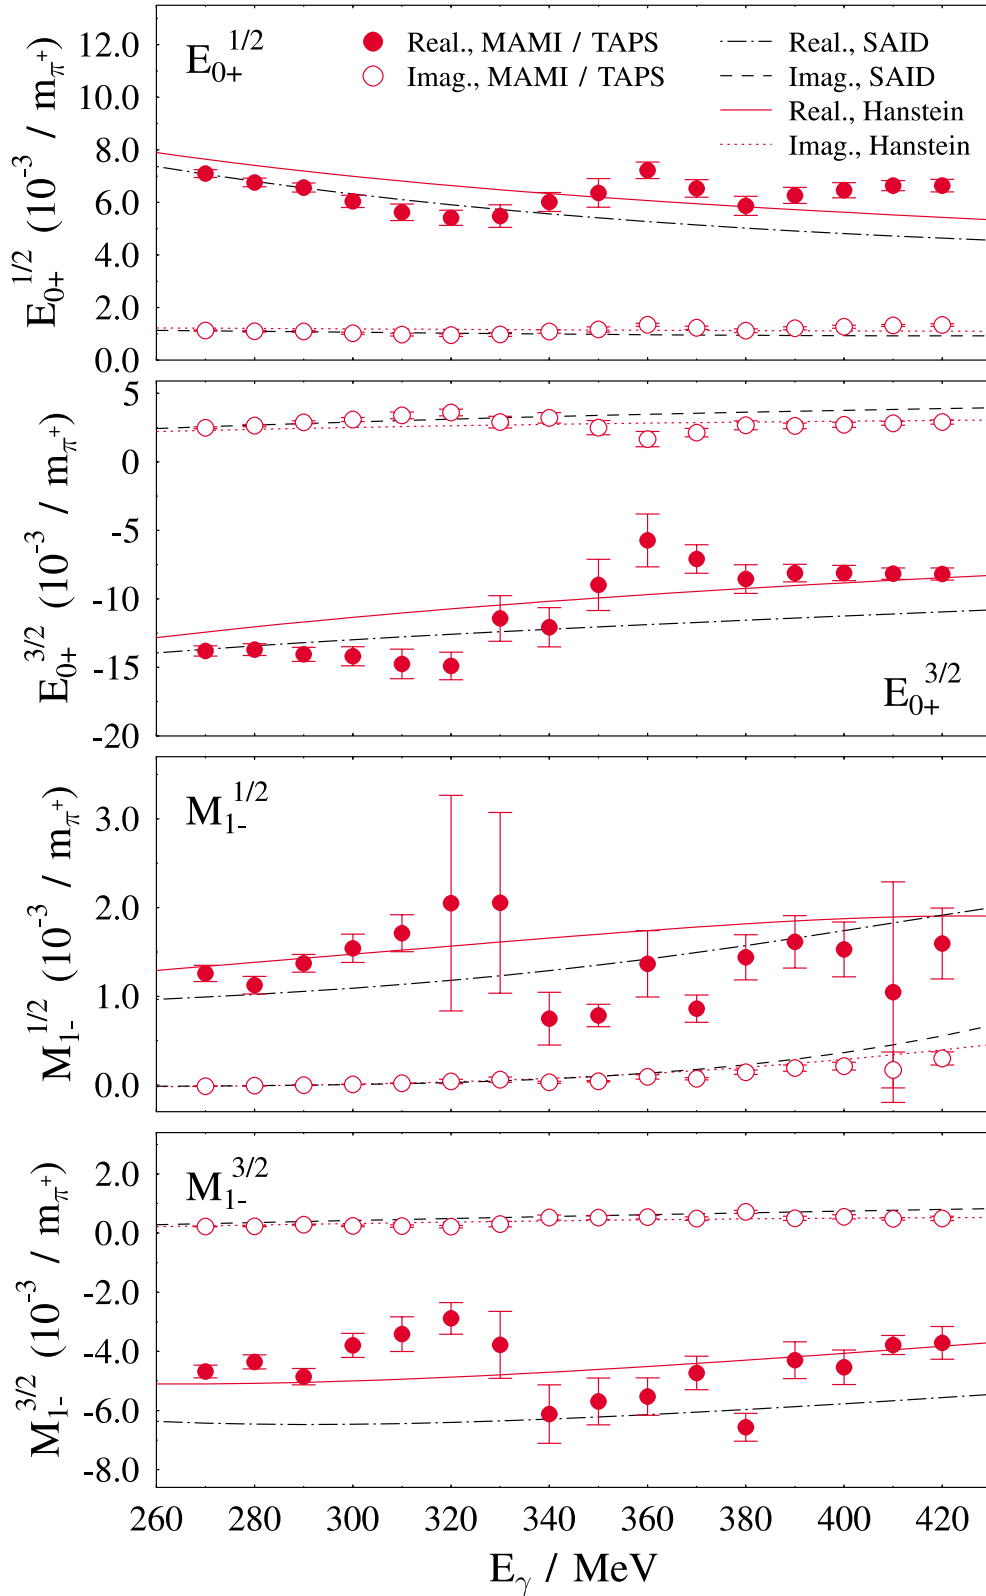 E0+ 1/2
Real., MAMI / TAPS
Imag., MAMI / TAPS
Real., SAID
Imag., SAID
Real., Hanstein
Imag., Hanstein
E0+ 1/2 (10-3 / mπ+)
12.0
10.0
8.0
6.0
4.0
2.0
0.0
E0+ 3/2 (10-3 / mπ+)
5
0
-5
-10
-15
-20
E0+ 3/2
M1- 1/2
M1- 1/2 (10-3 / mπ+)
3.0
2.0
1.0
0.0
M1- 3/2
M1- 3/2 (10-3 / mπ+)
2.0
0.0
-2.0
-4.0
-6.0
-8.0
260 280 300 320 340 360 380 400 420
Eγ / MeV